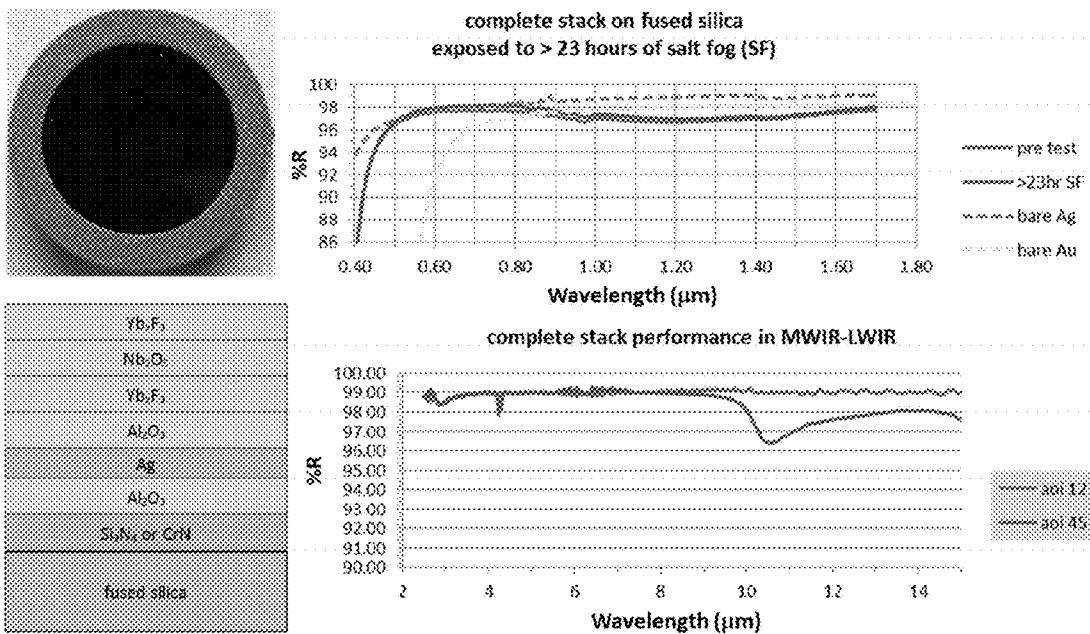 complete stack on fused silica
exposed to > 23 hours of salt fog (SF)
100
98
96
94
92
90
88
86
%R
0.40
0.60
0.80
1.00
1.20
1.40
1.60
1.80
Wavelength (μm)
pre test
>23hr SF
bare Ag
bare Au
Yb₂F₃
Nb₂O₅
Yb₂F₃
Al₂O₃
Ag
Al₂O₃
Si₃N₄ or CrN
fused silica
complete stack performance in MWIR-LWIR
100.00
99.00
98.00
97.00
96.00
95.00
94.00
93.00
92.00
91.00
90.00
%R
2
4
6
8
10
12
14
Wavelength (μm)
aoi 12
aoi 45